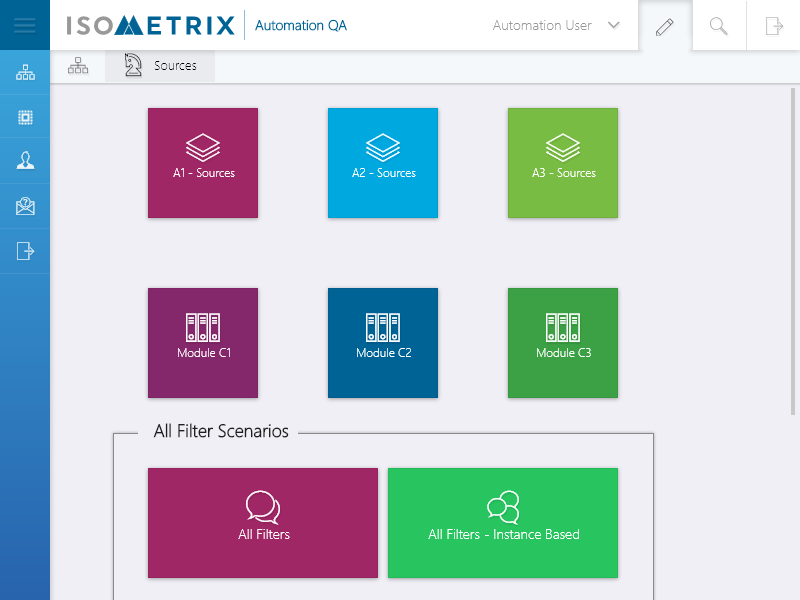 ISOMETRIX Automation QA
Automation User
Sources
A1 - Sources
A2 - Sources
A3 - Sources
Module C1
Module C2
Module C3
All Filter Scenarios
All Filters
All Filters - Instance Based